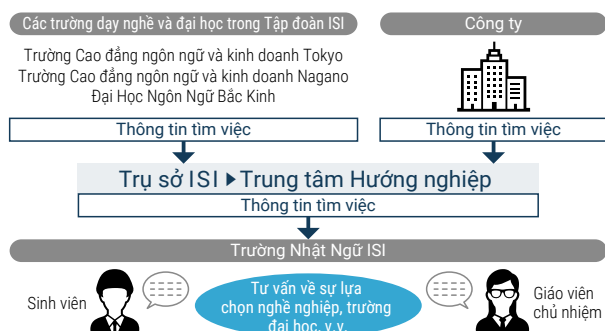 Các trường dạy nghề và đại học trong Tập đoàn ISI
Công ty
Trường Cao đẳng ngôn ngữ và kinh doanh Tokyo
Trường Cao đẳng ngôn ngữ và kinh doanh Nagano
Đại Học Ngôn Ngữ Bắc Kinh
Thông tin tìm việc
Thông tin tìm việc
Trụ sở ISI ▶ Trung tâm Hướng nghiệp
Thông tin tìm việc
Trường Nhật Ngữ ISI
Sinh viên
Tư vấn về sự lựa
chọn nghề nghiệp, trường
đại học, v.v.
Giáo viên
chủ nhiệm